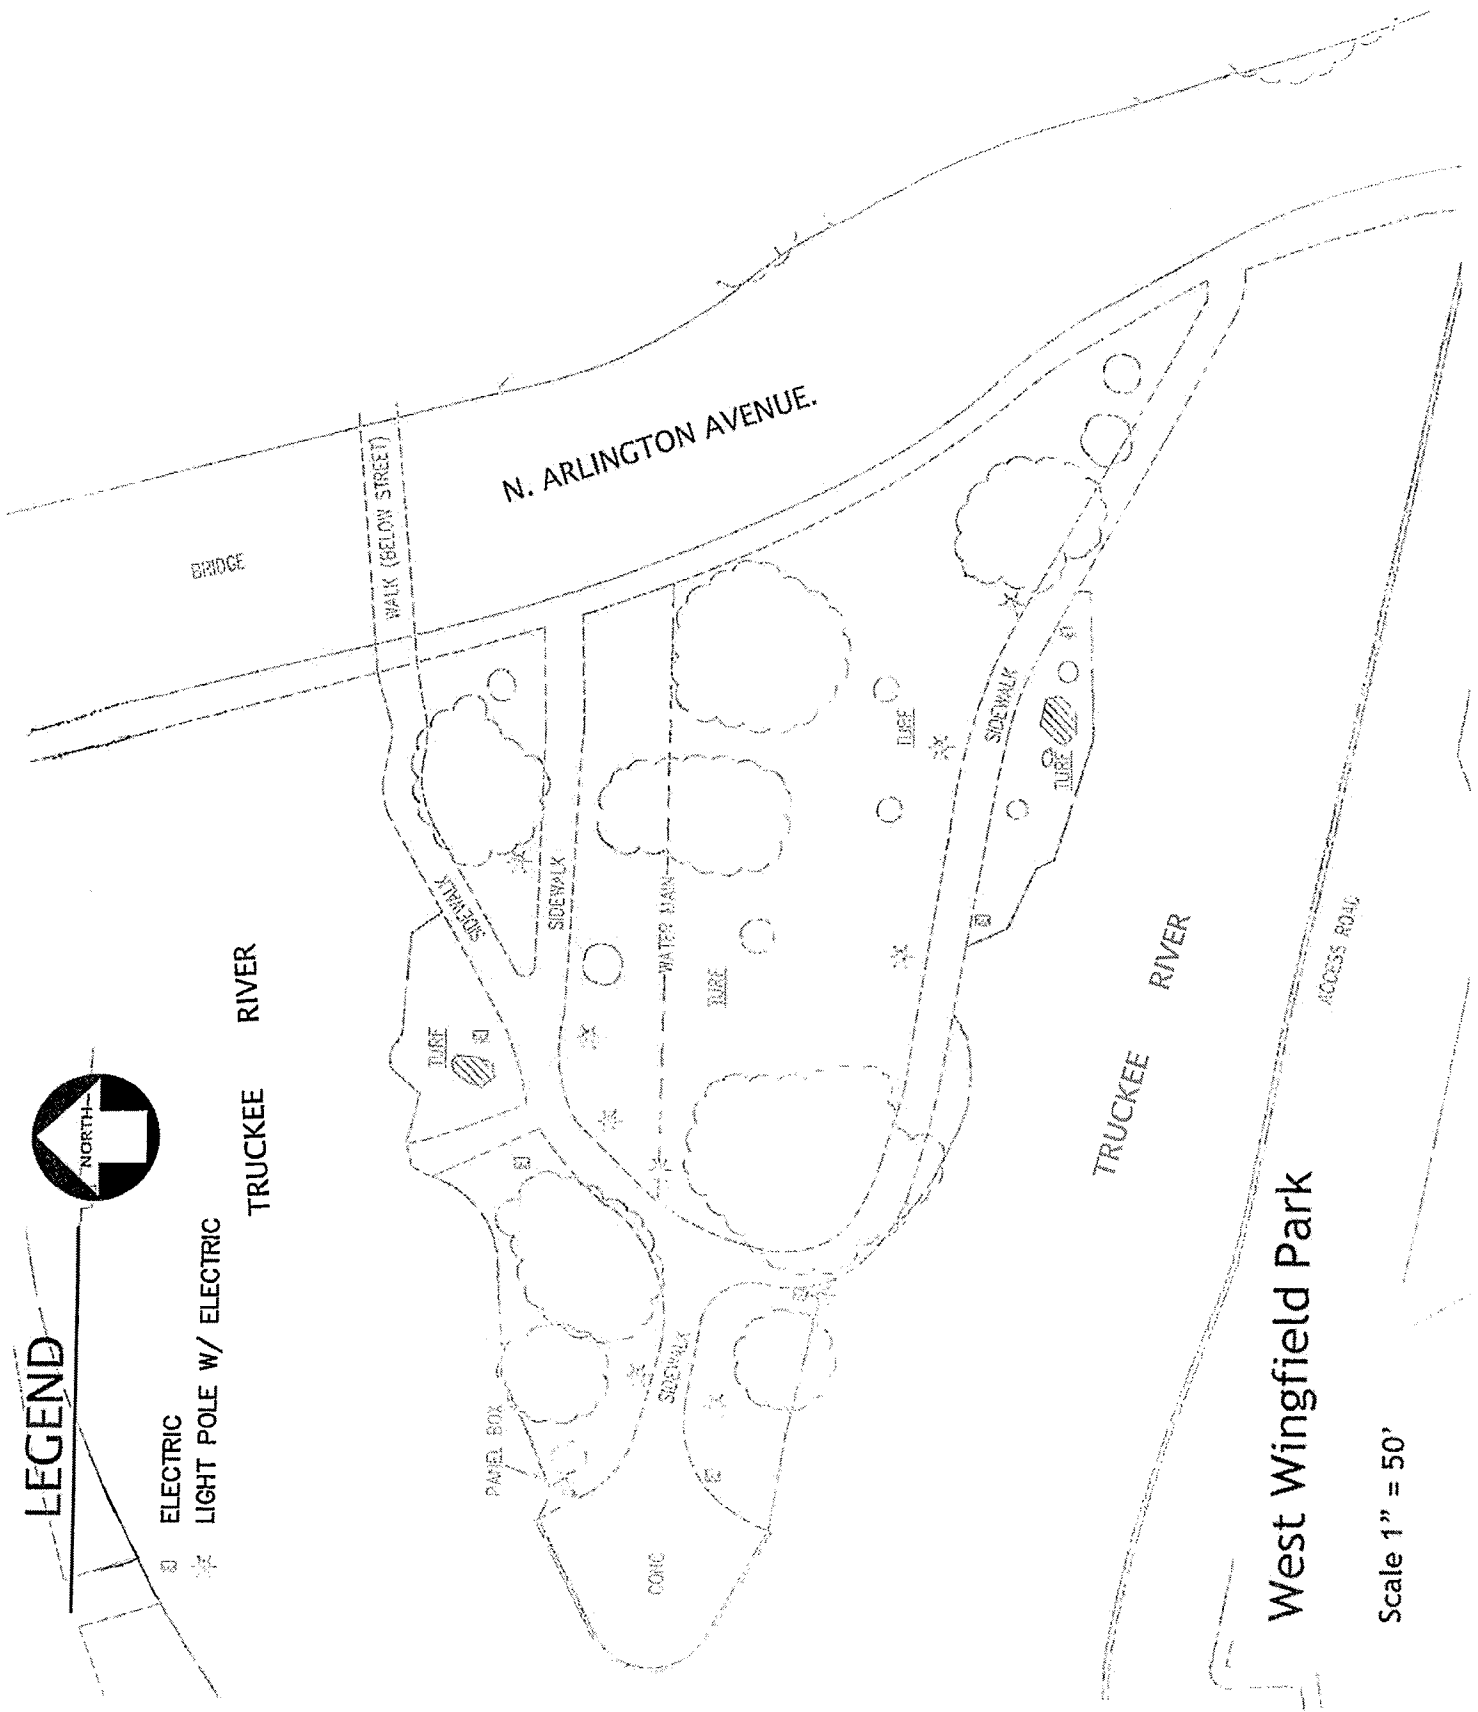 LEGEND
ELECTRIC
LIGHT POLE W/ ELECTRIC
NORTH
TRUCKEE RIVER
BRIDGE
WALK (BELOW STREET)
N. ARLINGTON AVENUE.
SIDEWALK
SIDEWALK
TURF
WATER MAIN
TURF
TURF
SIDEWALK
TURF
PANEL BOX
SIDEWALK
CONC
TRUCKEE RIVER
ACCESS ROAD
West Wingfield Park
Scale 1" = 50'